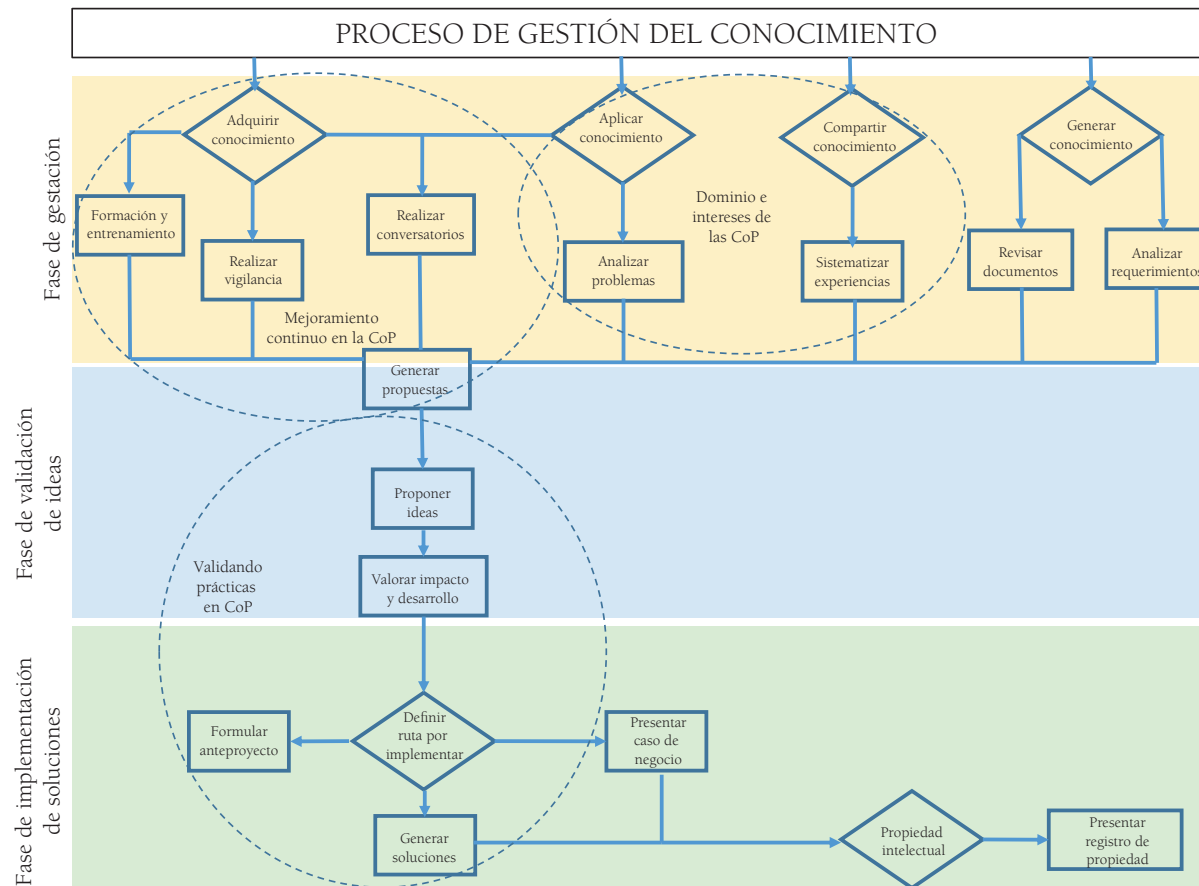 PROCESO DE GESTIÓN DEL CONOCIMIENTO
Fase de gestación
Adquirir
conocimiento
Aplicar
conocimiento
Compartir
conocimiento
Generar
conocimiento
Formación y
entrenamiento
Realizar
vigilancia
Realizar
conversatorios
Analizar
problemas
Dominio e
intereses de
las CoP
Sistematizar
experiencias
Revisar
documentos
Analizar
requerimientos
Mejoramiento
continuo en la CoP
Generar
propuestas
Fase de validación
de ideas
Proponer
ideas
Validando
prácticas
en CoP
Valorar impacto
y desarrollo
Fase de implementación
de soluciones
Formular
anteproyecto
Definir
ruta por
implementar
Presentar
caso de
negocio
Generar
soluciones
Propiedad
intelectual
Presentar
registro de
propiedad